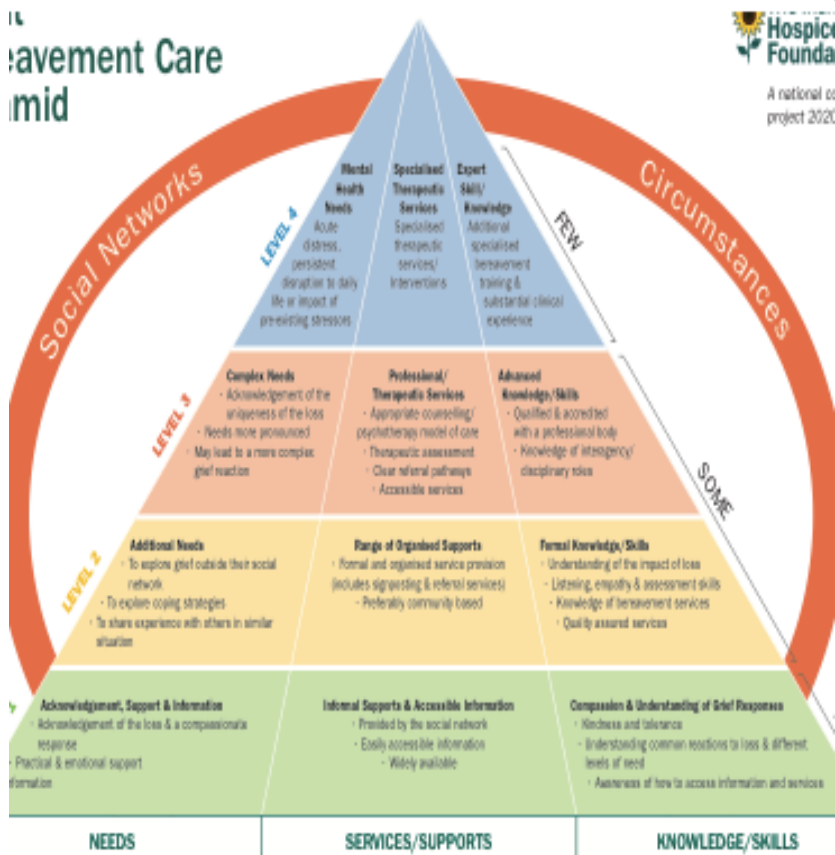 eavement Care
mid
Hospice
Founda
A national co
project 2020
Social Networks
Circumstances
LEVEL 4
Mental
Health
Needs
Acute
distress,
persistent
disruption to daily
life or impact of
pre-existing stressors
Specialised
Therapeutic
Services
Specialised
therapeutic
services/
Interventions
Expert
Skill/
Knowledge
Additional
specialised
bereavement
training &
substantial clinical
experience
FEW
LEVEL 3
Complex Needs
· Acknowledgement of the
uniqueness of the loss
· Needs more pronounced
· May lead to a more complex
grief reaction
Professional/
Therapeutic Services
· Appropriate counselling/
psychotherapy model of care
· Therapeutic assessment
· Clear referral pathways
· Accessible services
Advanced
Knowledge/Skills
· Qualified & accredited
with a professional body
· Knowledge of interagency/
disciplinary roles
SOME
LEVEL 2
Additional Needs
· To explore grief outside their social
network
· To explore coping strategies
· To share experience with others in similar
situation
Range of Organised Supports
· Formal and organised service provision
(includes signposting & referral services)
· Preferably community based
Formal Knowledge/Skills
· Understanding of the impact of loss
· Listening, empathy & assessment skills
· Knowledge of bereavement services
· Quality assured services
Acknowledgement, Support & Information
· Acknowledgement of the loss & a compassionate
response
· Practical & emotional support
formation
Informal Supports & Accessible Information
· Provided by the social network
· Easily accessible information
· Widely available
Compassion & Understanding of Grief Responses
· Kindness and tolerance
· Understanding common reactions to loss & different
levels of need
· Awareness of how to access information and services
NEEDS
SERVICES/SUPPORTS
KNOWLEDGE/SKILLS